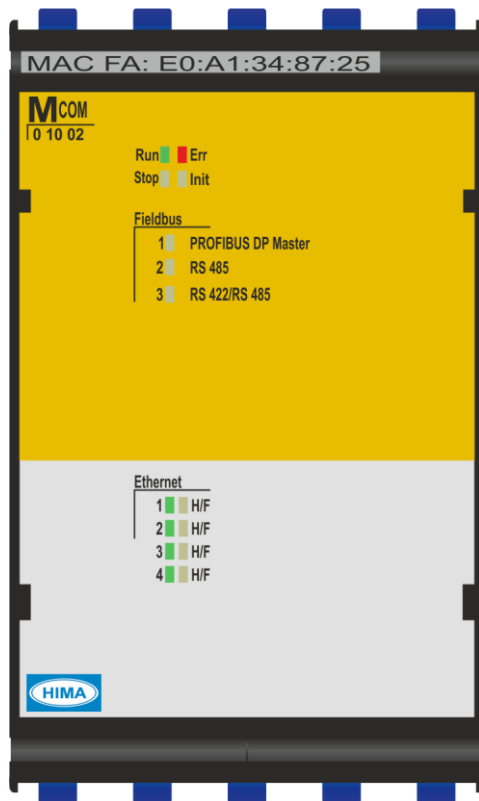 MAC FA: E0:A1:34:87:25
MCOM
0 10 02
Run Err
Stop Init
Fieldbus
1 PROFIBUS DP Master
2 RS 485
3 RS 422/RS 485
Ethernet
1 H/F
2 H/F
3 H/F
4 H/F
HIMA